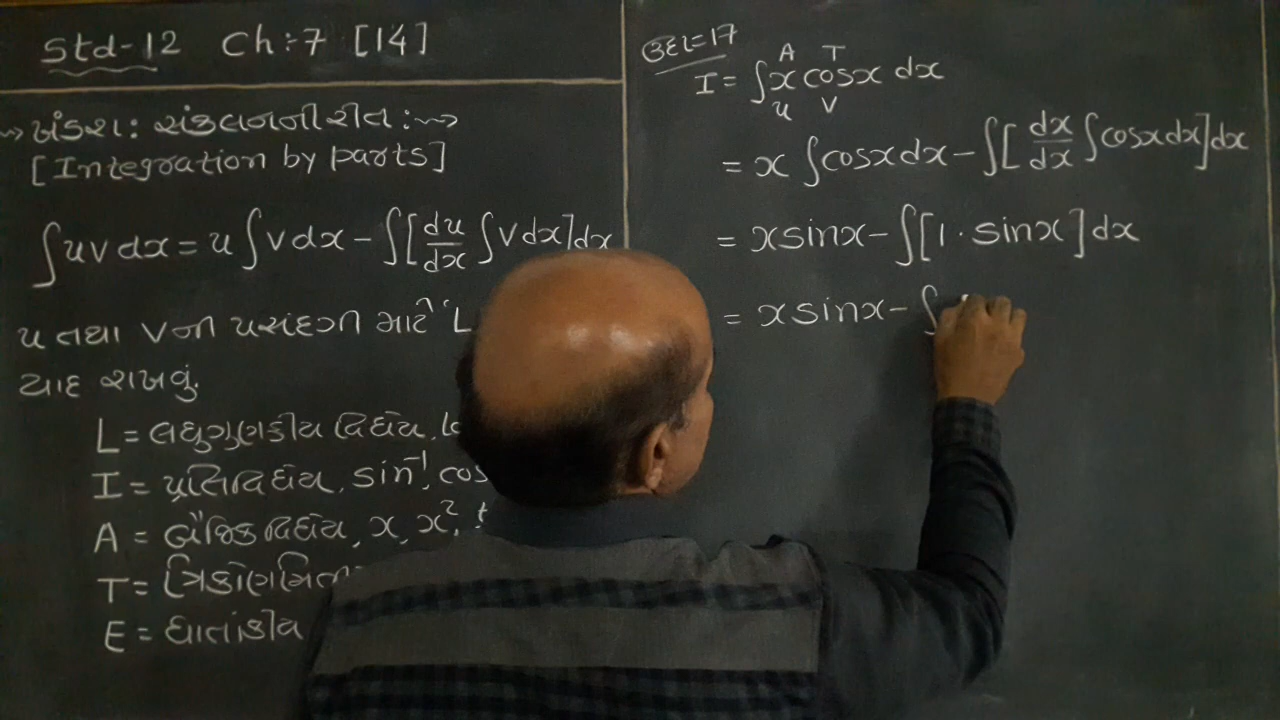 Std-12 Ch:7 [14]
ખંડશ: સંકલનની રીત:
[Integration by parts]
∫uv dx = u∫v dx - ∫[du/dx ∫v dx]dx
u તથા v ની પસંદગી માટે "L
યાદ રાખવું.
L = લઘુગુણકીય વિધેય,
I = પ્રતિવિધેય, sin⁻¹, cos
A = બૈજિક વિધેય, x, x²,
T = ત્રિકોણમિતી
E = ઘાતાંકીય
ઉદા=17
A T
I = ∫x cosx dx
u v
= x ∫cosx dx - ∫[dx/dx ∫cosx dx]dx
= x sinx - ∫[1 · sinx] dx
= x sinx - ∫